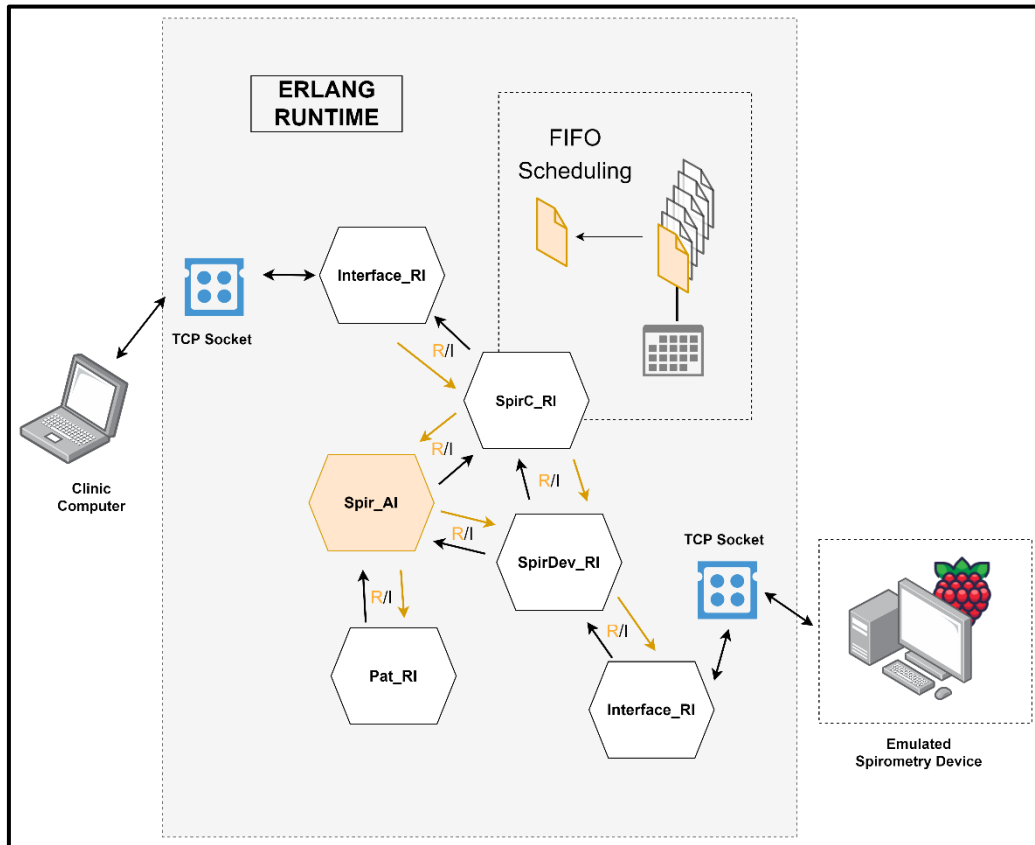 ERLANG
RUNTIME
FIFO
Scheduling
Interface_RI
TCP Socket
R/I
SpirC_RI
R/I
Clinic
Computer
Spir_AI
R/I
R/I
SpirDev_RI
TCP Socket
R/I
R/I
Pat_RI
Interface_RI
Emulated
Spirometry Device